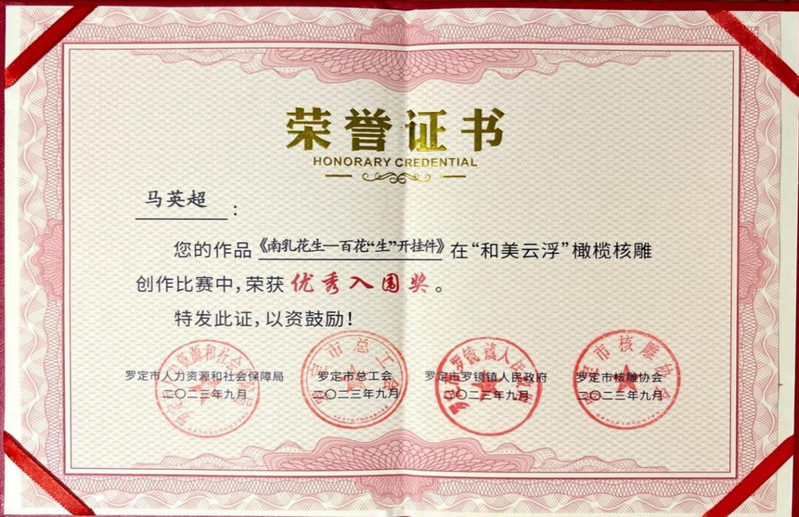 荣誉证书
HONORARY CREDENTIAL
马英超：
您的作品《南乳花生—百花“生”开挂件》在“和美云浮”橄榄核雕
创作比赛中，荣获优秀入围奖。
特发此证，以资鼓励！
罗定市人力资源和社会保障局 罗定市总工会 罗定市罗镜镇人民政府 罗定市核雕协会
二〇二三年九月 二〇二三年九月 二〇二三年九月 二〇二三年九月